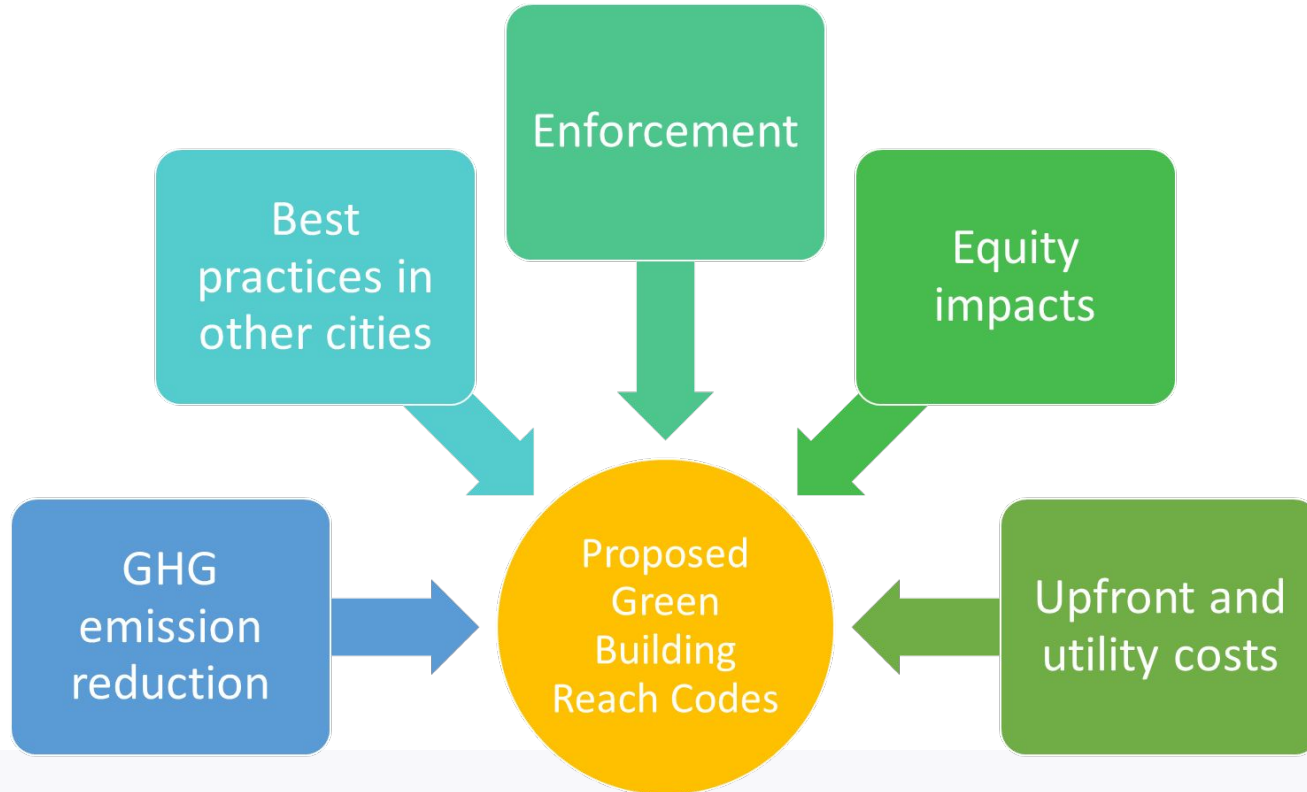 Enforcement
Best
practices in
other cities
Equity
impacts
GHG
emission
reduction
Proposed
Green
Building
Reach Codes
Upfront and
utility costs